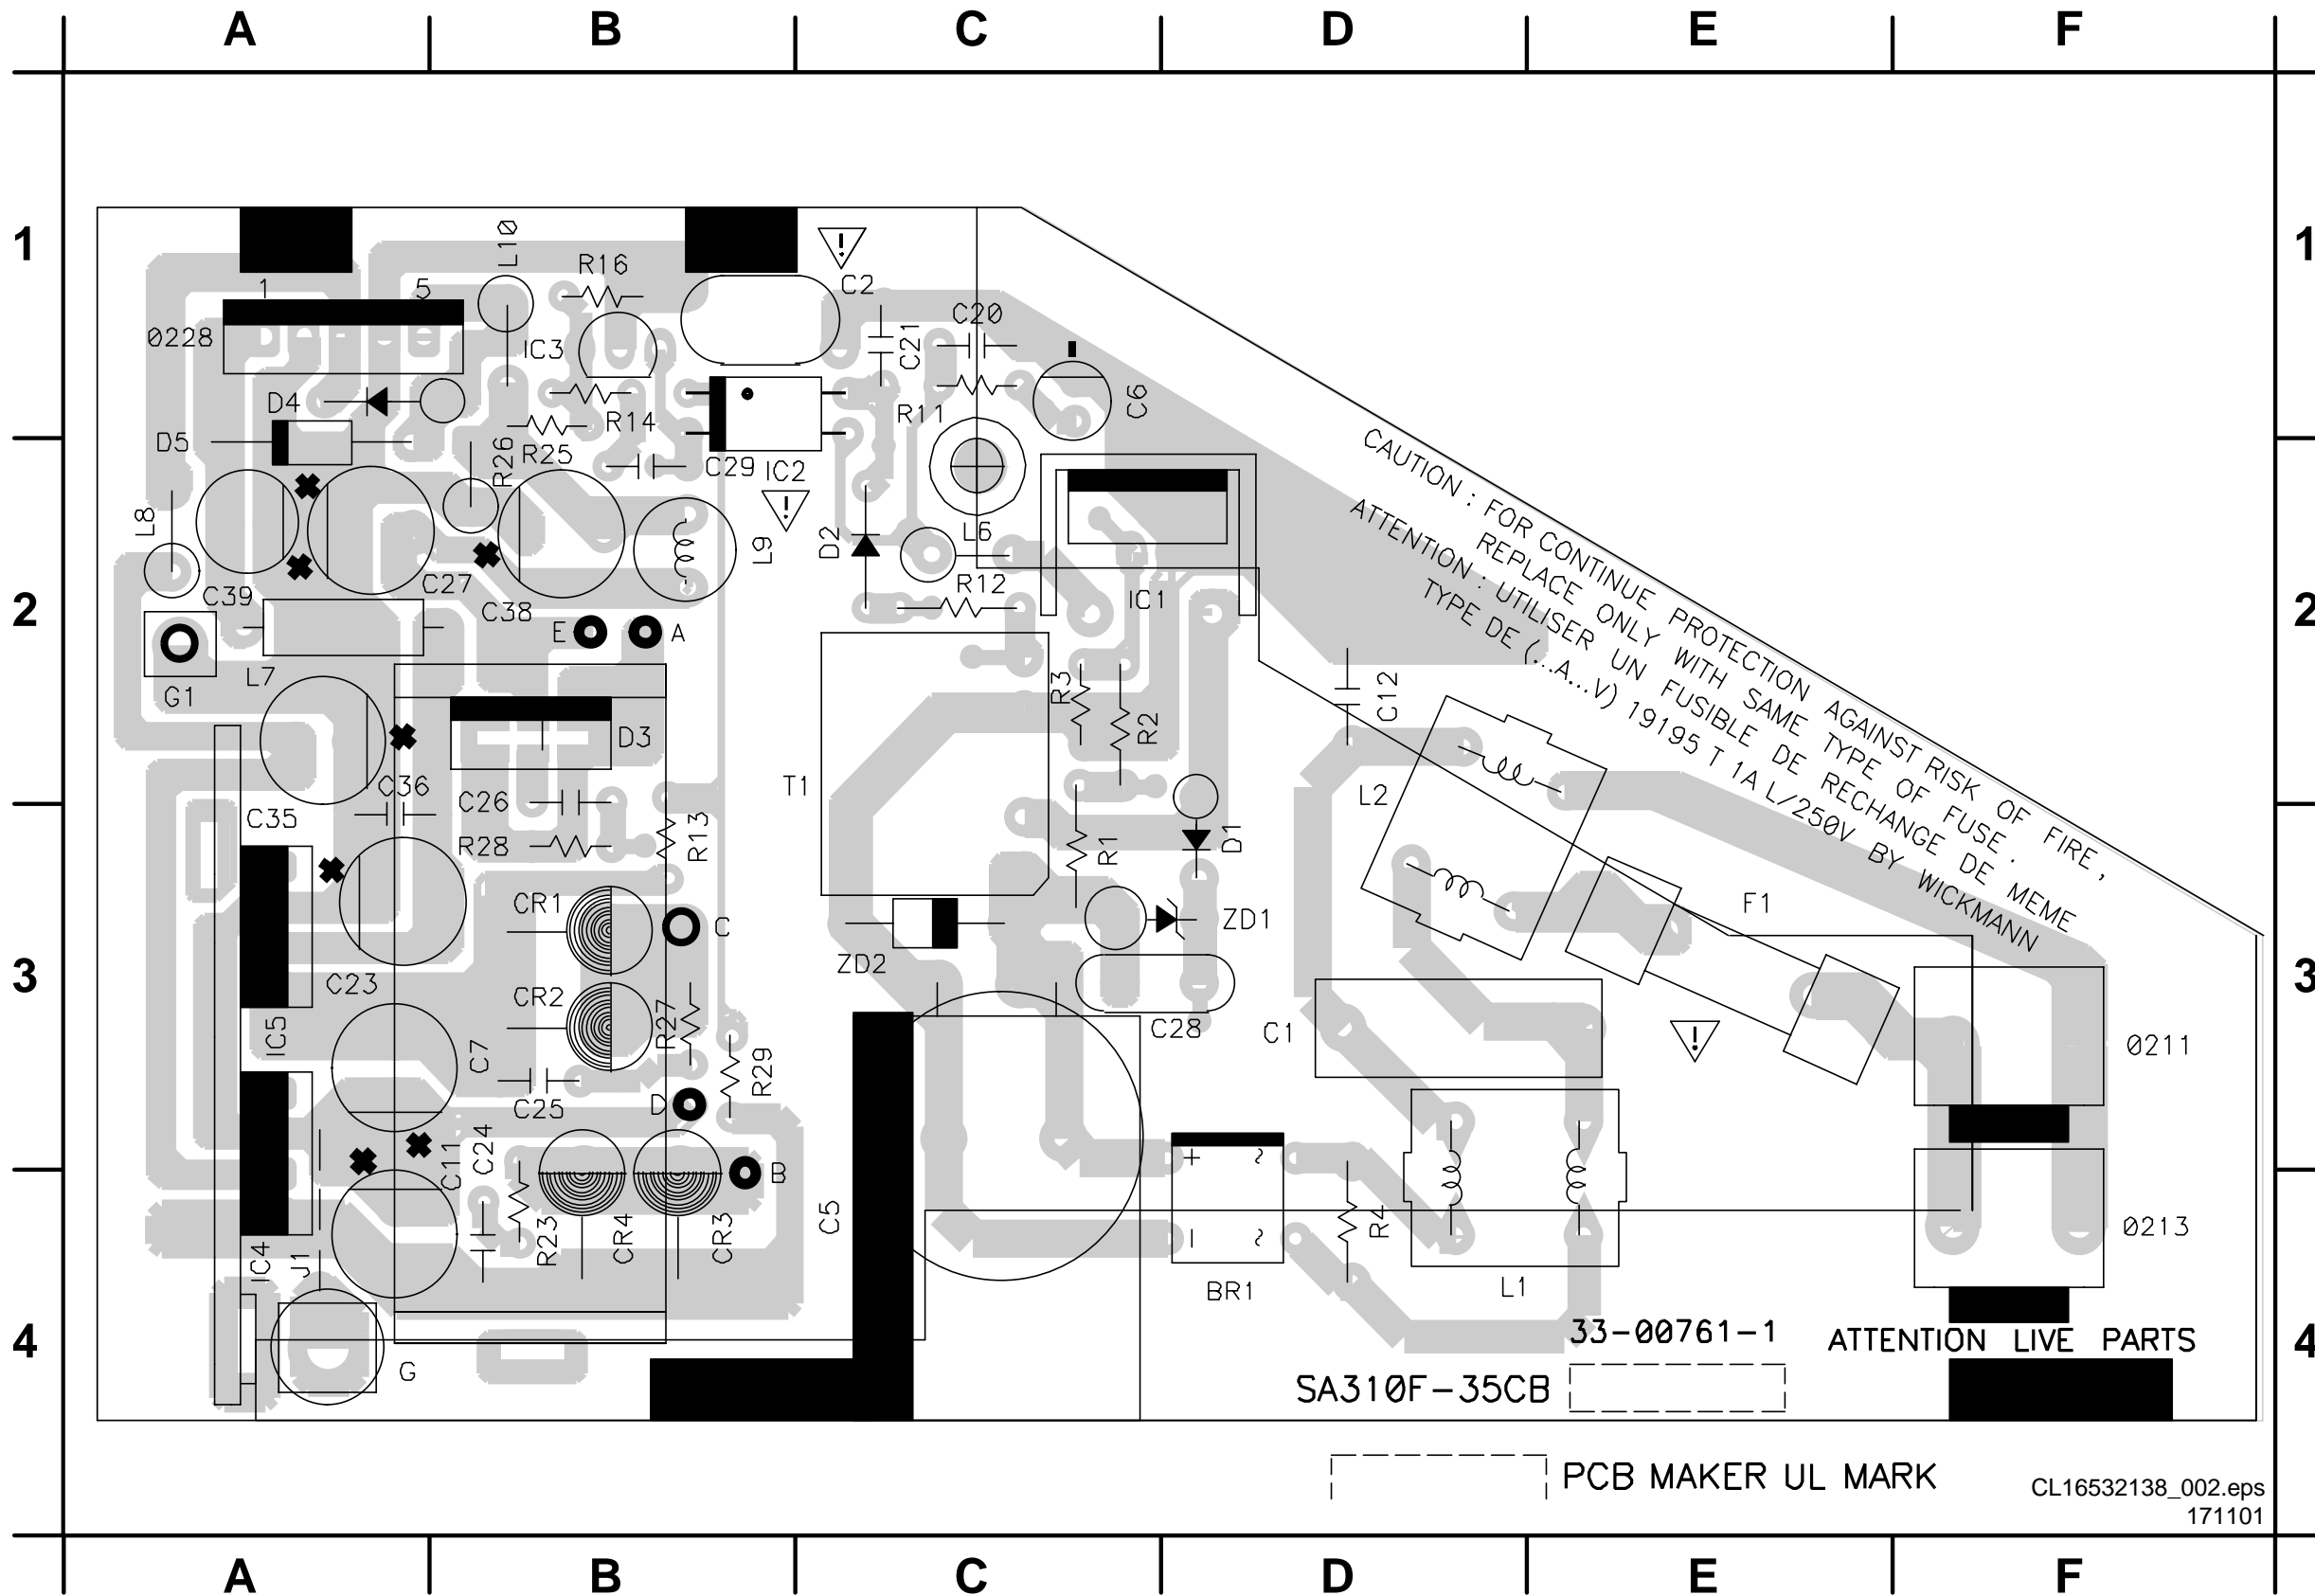 A B C D E F
1 1
L10
R16
C2
1 5
C20
0228
IC3
C21
D4
R14
R11
C6
D5
R26
R25
C29
IC2
CAUTION : FOR CONTINUE PROTECTION AGAINST RISK OF FIRE,
REPLACE ONLY WITH SAME TYPE OF FUSE.
ATTENTION : UTILISER UN FUSIBLE DE RECHANGE DE MEME
TYPE DE (...A...V) 19195 T 1A L/250V BY WICKMANN
L8
L9
D2
L6
C39
C27
C38
R12
IC1
2 2
E A
L7
G1
R3
R2
C12
D3
T1
C36
C26
L2
C35
R28
R13
R1
D1
CR1
C
ZD2
ZD1
F1
C23
3 3
CR2
R27
C28
C1
IC5
C7
R29
0211
C25
D
C11
C24
B
+ ~
C5
R23
CR4
CR3
R4
0213
IC4
J1
- ~
BR1
L1
33-00761-1
ATTENTION LIVE PARTS
4 4
G
SA310F-35CB
PCB MAKER UL MARK
CL16532138_002.eps
171101
A B C D E F